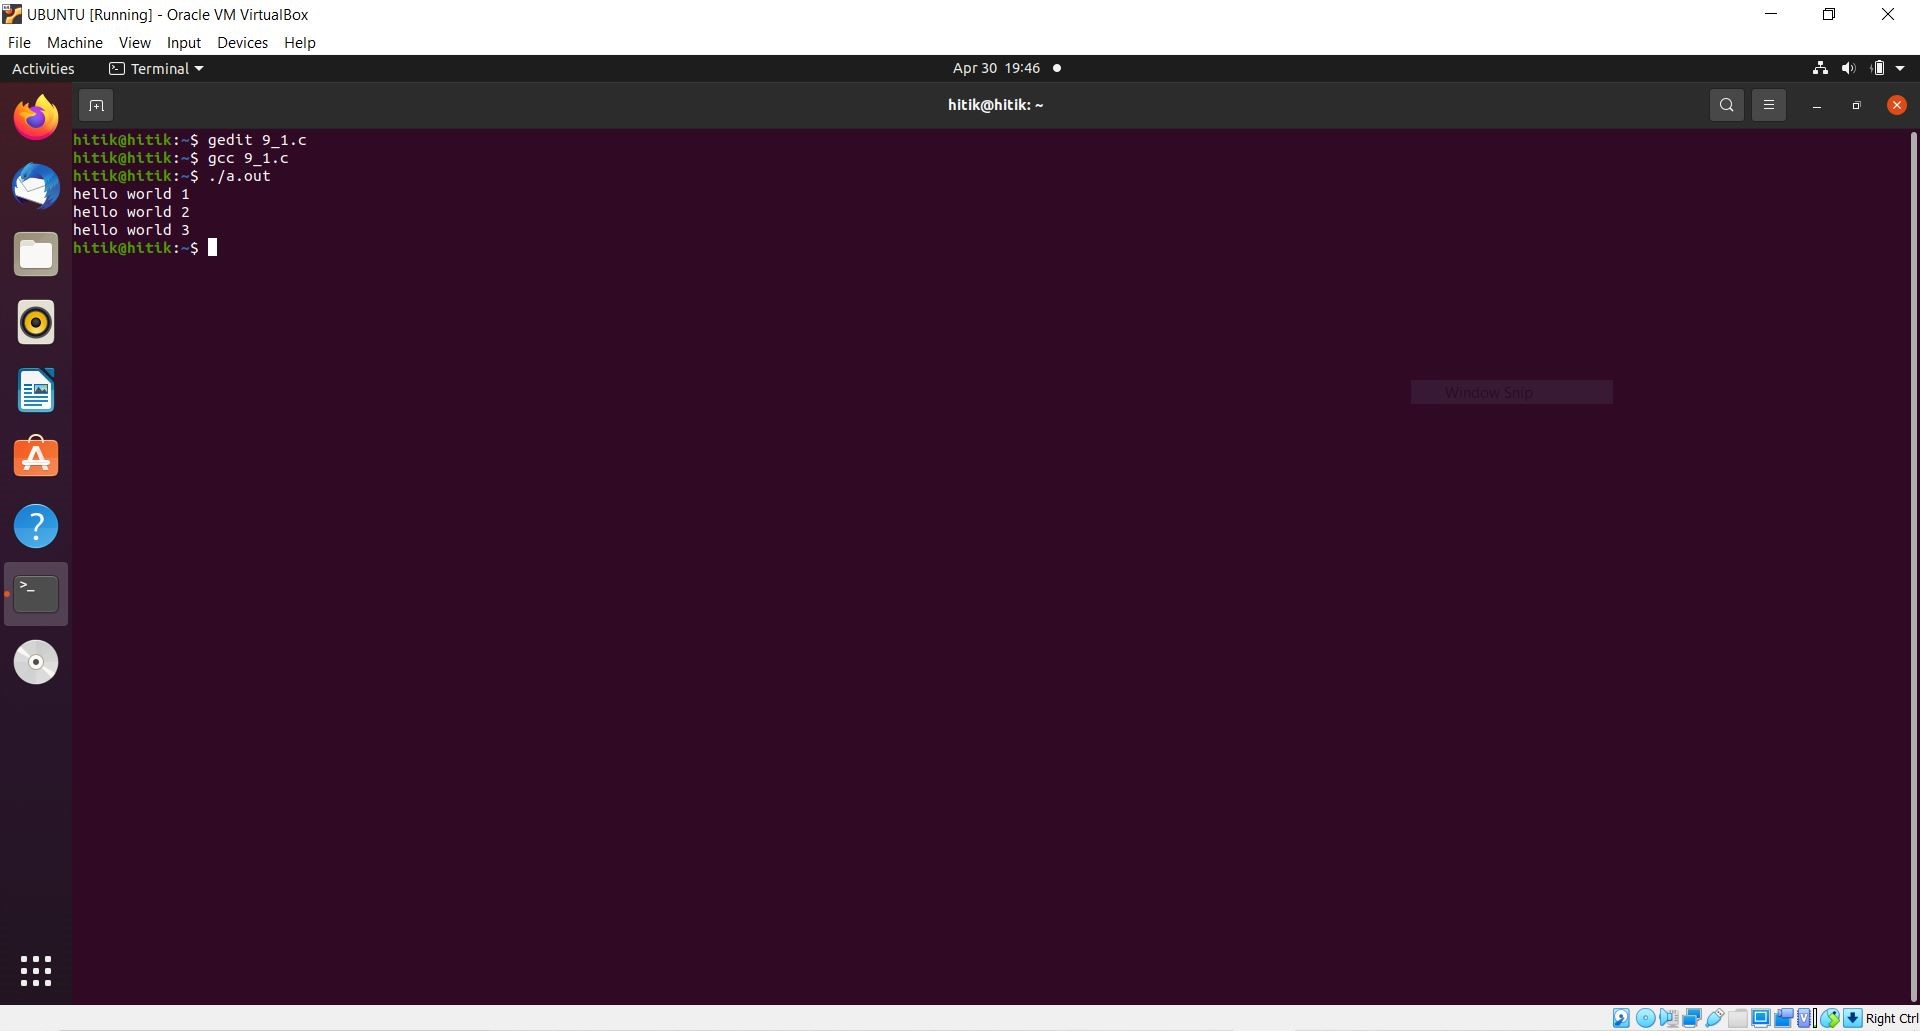 UBUNTU [Running] - Oracle VM VirtualBox
File Machine View Input Devices Help
Activities Terminal Apr 30 19:46
hitik@hitik: ~
hitik@hitik:~$ gedit 9_1.c
hitik@hitik:~$ gcc 9_1.c
hitik@hitik:~$ ./a.out
hello world 1
hello world 2
hello world 3
hitik@hitik:~$
Window Snip
Right Ctrl